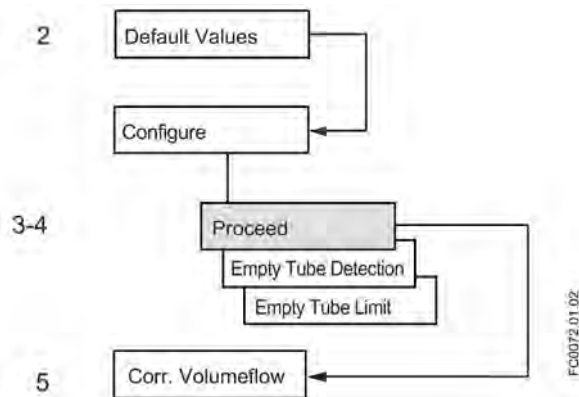 2 Default Values
Configure
3-4 Proceed
Empty Tube Detection
Empty Tube Limit
5 Corr. Volumeflow
FC0072.01.02